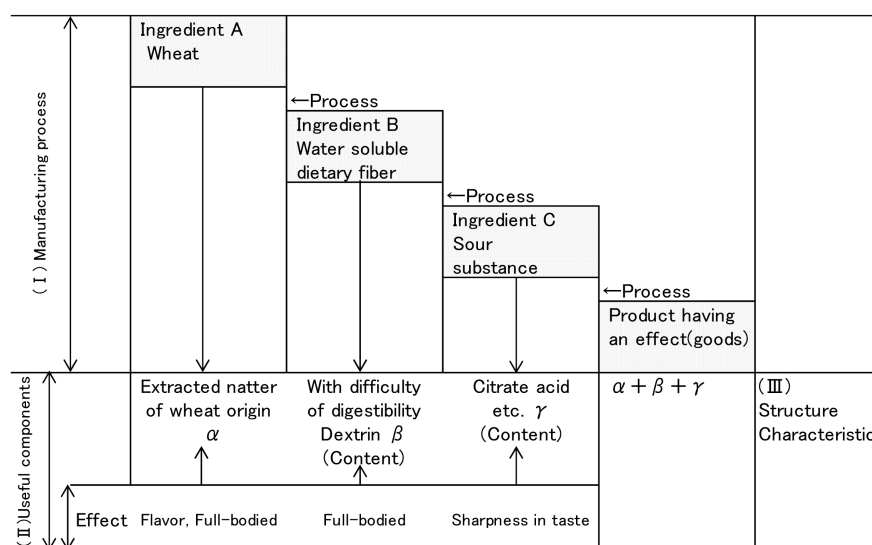 Ingredient A
Wheat
←Process
Ingredient B
Water soluble
dietary fiber
←Process
Ingredient C
Sour
substance
←Process
Product having
an effect(goods)
(Ⅰ) Manufacturing process
Extracted natter
of wheat origin
α
With difficulty
of digestibility
Dextrin β
(Content)
Citrate acid
etc. γ
(Content)
α + β + γ
(Ⅲ)
Structure
Characteristic
(Ⅱ)Useful components
Effect
Flavor, Full-bodied
Full-bodied
Sharpness in taste